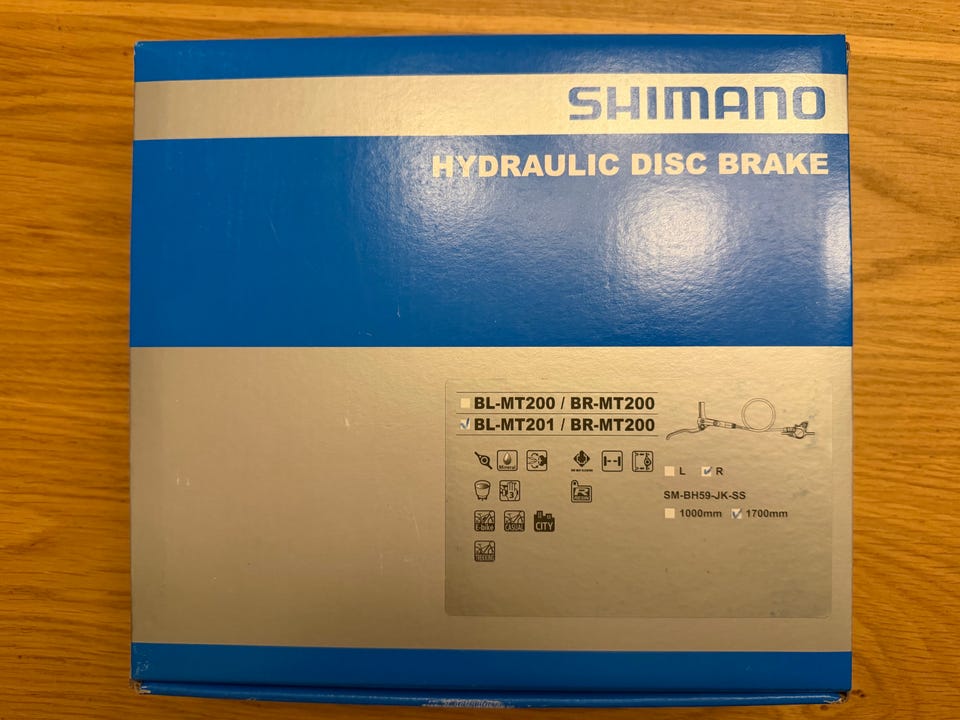 SHIMANO
HYDRAULIC DISC BRAKE
BL-MT200 / BR-MT200
BL-MT201 / BR-MT200
Mineral
L R
SM-BH59-JK-SS
1000mm 1700mm
E-bike CASUAL CITY
TREKKING